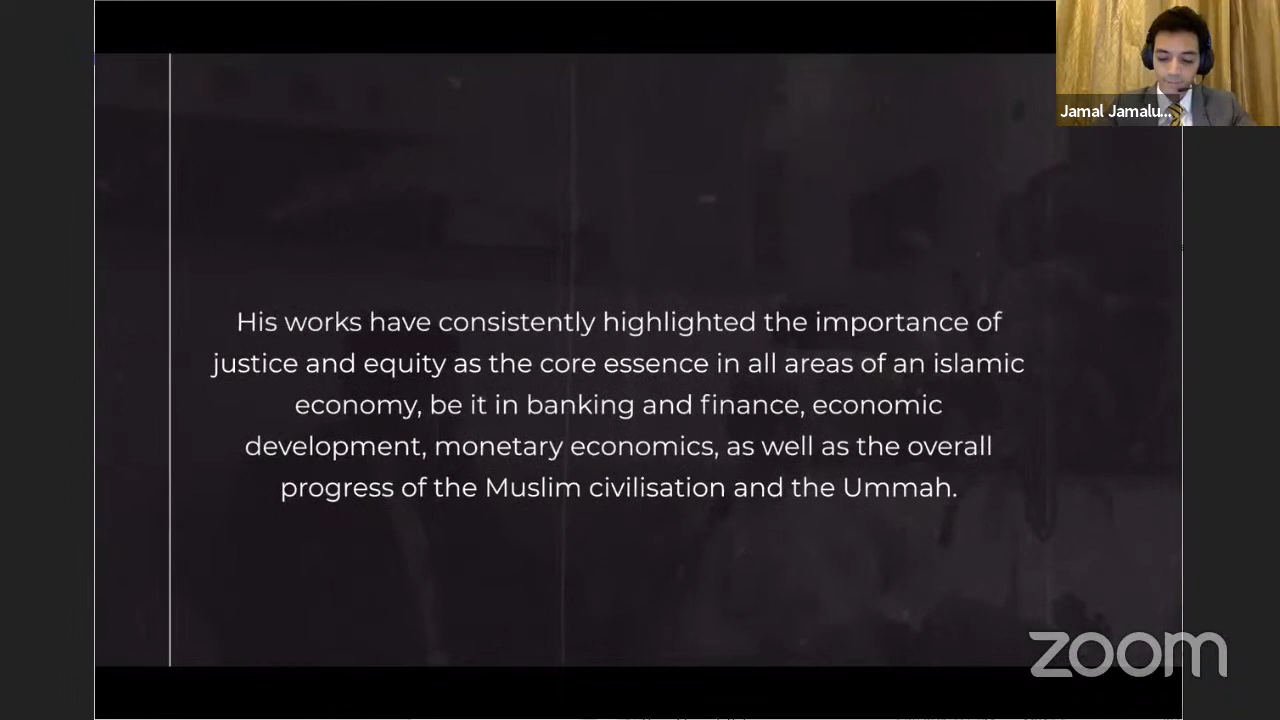 Jamal Jamalu...
His works have consistently highlighted the importance of
justice and equity as the core essence in all areas of an islamic
economy, be it in banking and finance, economic
development, monetary economics, as well as the overall
progress of the Muslim civilisation and the Ummah.
zoom